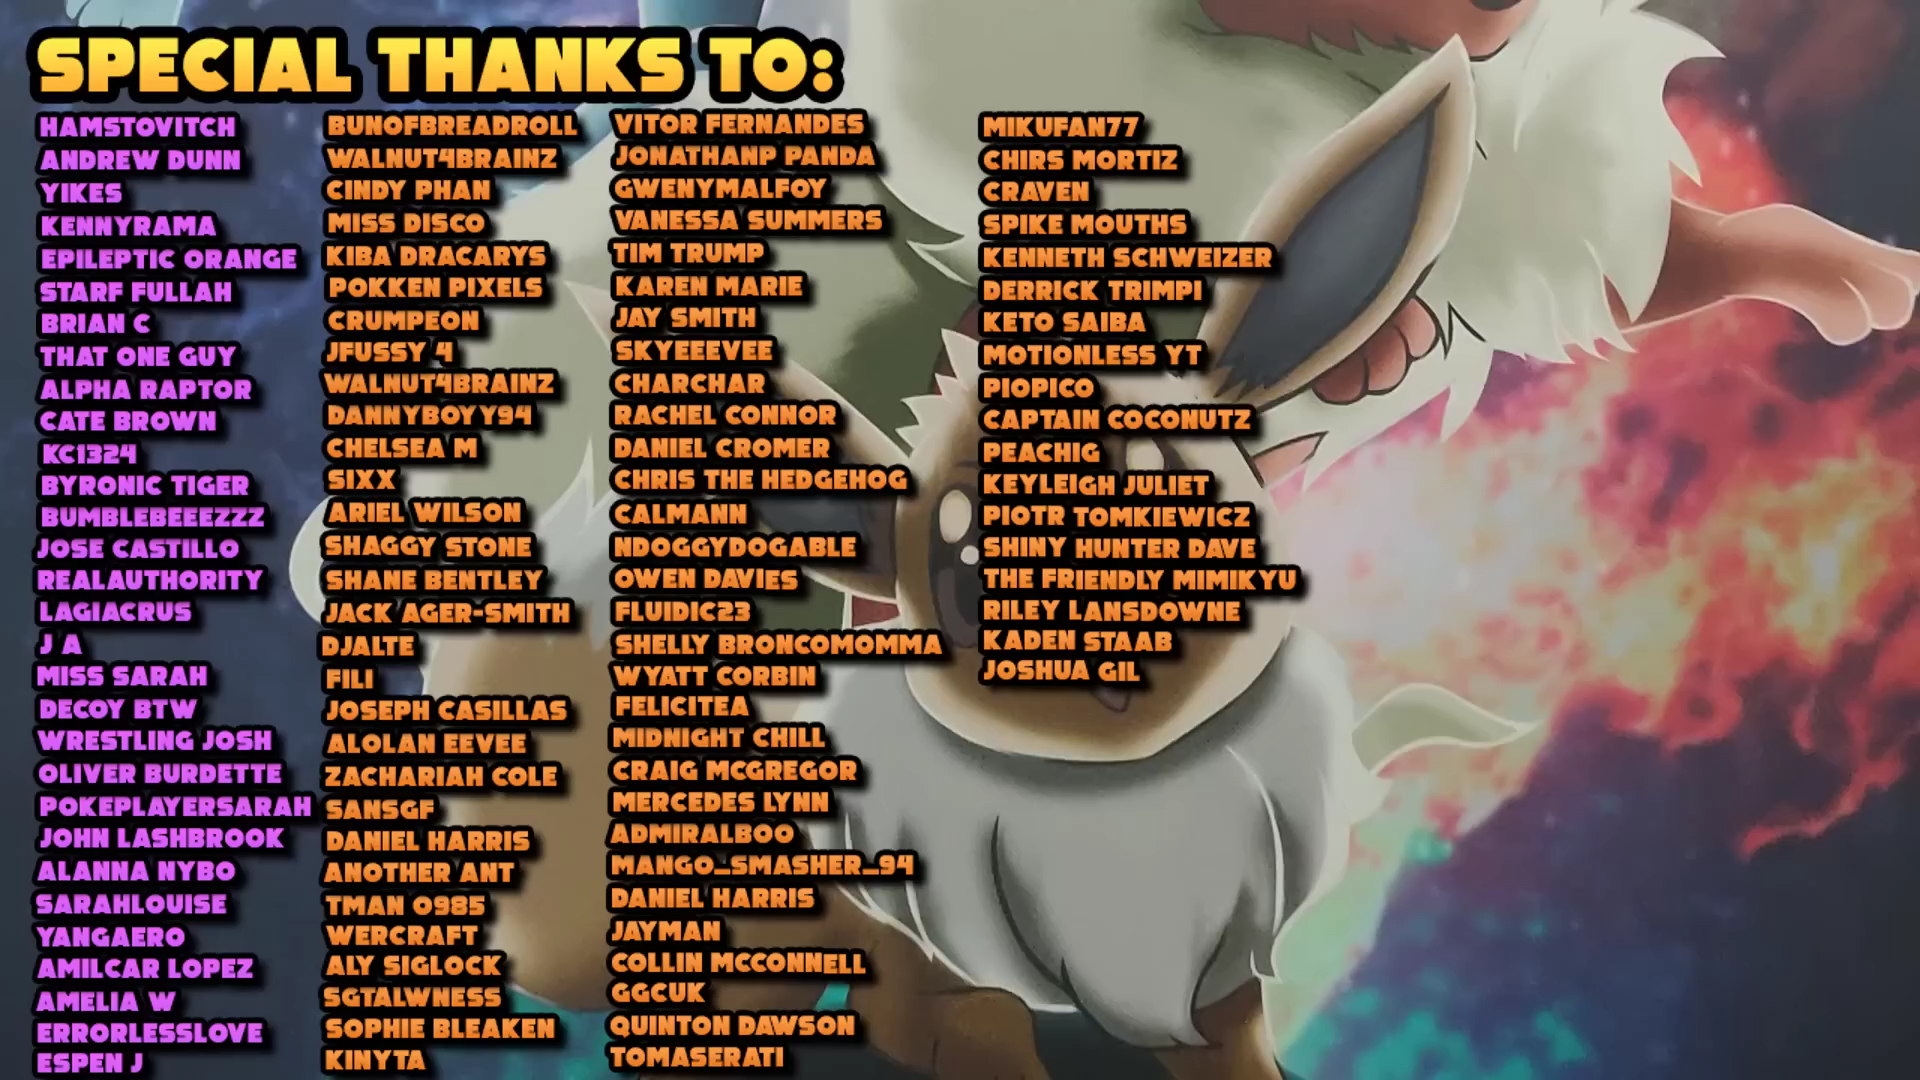 SPECIAL THANKS TO:
HAMSTOVITCH
ANDREW DUNN
YIKES
KENNYRAMA
EPILEPTIC ORANGE
STARF FULLAH
BRIAN C
THAT ONE GUY
ALPHA RAPTOR
CATE BROWN
KC1324
BYRONIC TIGER
BUMBLEBEEEZZZ
JOSE CASTILLO
REALAUTHORITY
LAGIACRUS
J A
MISS SARAH
DECOY BTW
WRESTLING JOSH
OLIVER BURDETTE
POKEPLAYERSARAH
JOHN LASHBROOK
ALANNA NYBO
SARAHLOUISE
YANGAERO
AMILCAR LOPEZ
AMELIA W
ERRORLESSLOVE
ESPEN J
BUNOFBREADROLL
WALNUT4BRAINZ
CINDY PHAN
MISS DISCO
KIBA DRACARYS
POKKEN PIXELS
CRUMPEON
JFUSSY 4
WALNUT4BRAINZ
DANNYBOYY94
CHELSEA M
SIXX
ARIEL WILSON
SHAGGY STONE
SHANE BENTLEY
JACK AGER-SMITH
DJALTE
FILI
JOSEPH CASILLAS
ALOLAN EEVEE
ZACHARIAH COLE
SANSGF
DANIEL HARRIS
ANOTHER ANT
TMAN 0985
WERCRAFT
ALY SIGLOCK
SGTALWNESS
SOPHIE BLEAKEN
KINYTA
VITOR FERNANDES
JONATHANP PANDA
GWENYMALFOY
VANESSA SUMMERS
TIM TRUMP
KAREN MARIE
JAY SMITH
SKYEEEVEE
CHARCHAR
RACHEL CONNOR
DANIEL CROMER
CHRIS THE HEDGEHOG
CALMANN
NDOGGYDOGABLE
OWEN DAVIES
FLUIDIC23
SHELLY BRONCOMOMMA
WYATT CORBIN
FELICITEA
MIDNIGHT CHILL
CRAIG MCGREGOR
MERCEDES LYNN
ADMIRALBOO
MANGO_SMASHER_94
DANIEL HARRIS
JAYMAN
COLLIN MCCONNELL
GGCUK
QUINTON DAWSON
TOMASERATI
MIKUFAN77
CHIRS MORTIZ
CRAVEN
SPIKE MOUTHS
KENNETH SCHWEIZER
DERRICK TRIMPI
KETO SAIBA
MOTIONLESS YT
PIOPICO
CAPTAIN COCONUTZ
PEACHIG
KEYLEIGH JULIET
PIOTR TOMKIEWICZ
SHINY HUNTER DAVE
THE FRIENDLY MIMIKYU
RILEY LANSDOWNE
KADEN STAAB
JOSHUA GIL